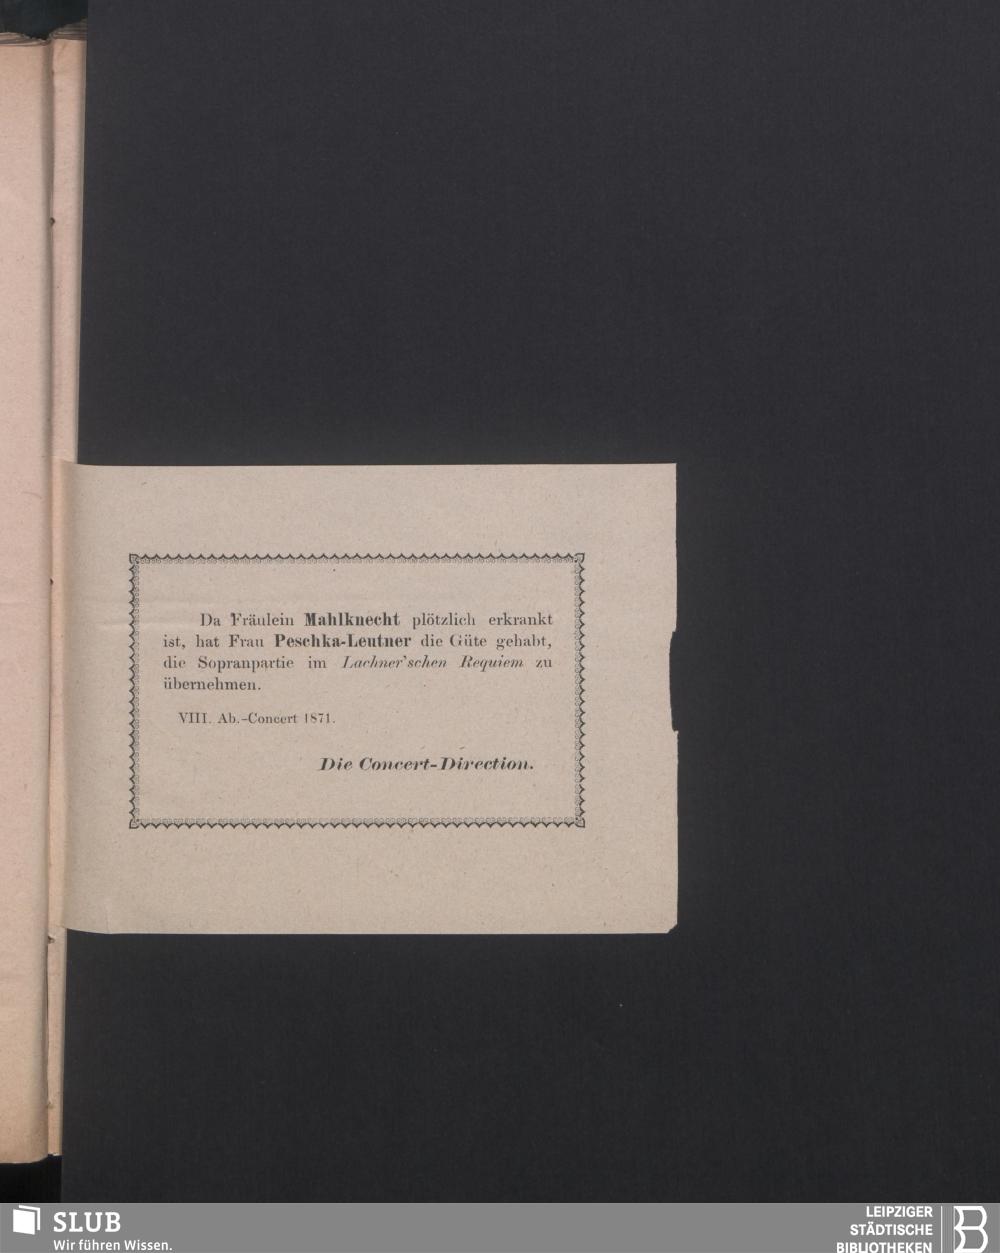 Da Fräulein Mahlknecht plötzlich erkrankt
ist, hat Frau Peschka-Leutner die Güte gehabt,
die Sopranpartie im Lachner'schen Requiem zu
übernehmen.
VIII. Ab.-Concert 1871.
Die Concert-Direction.
SLUB
Wir führen Wissen.
LEIPZIGER
STÄDTISCHE
BIBLIOTHEKEN